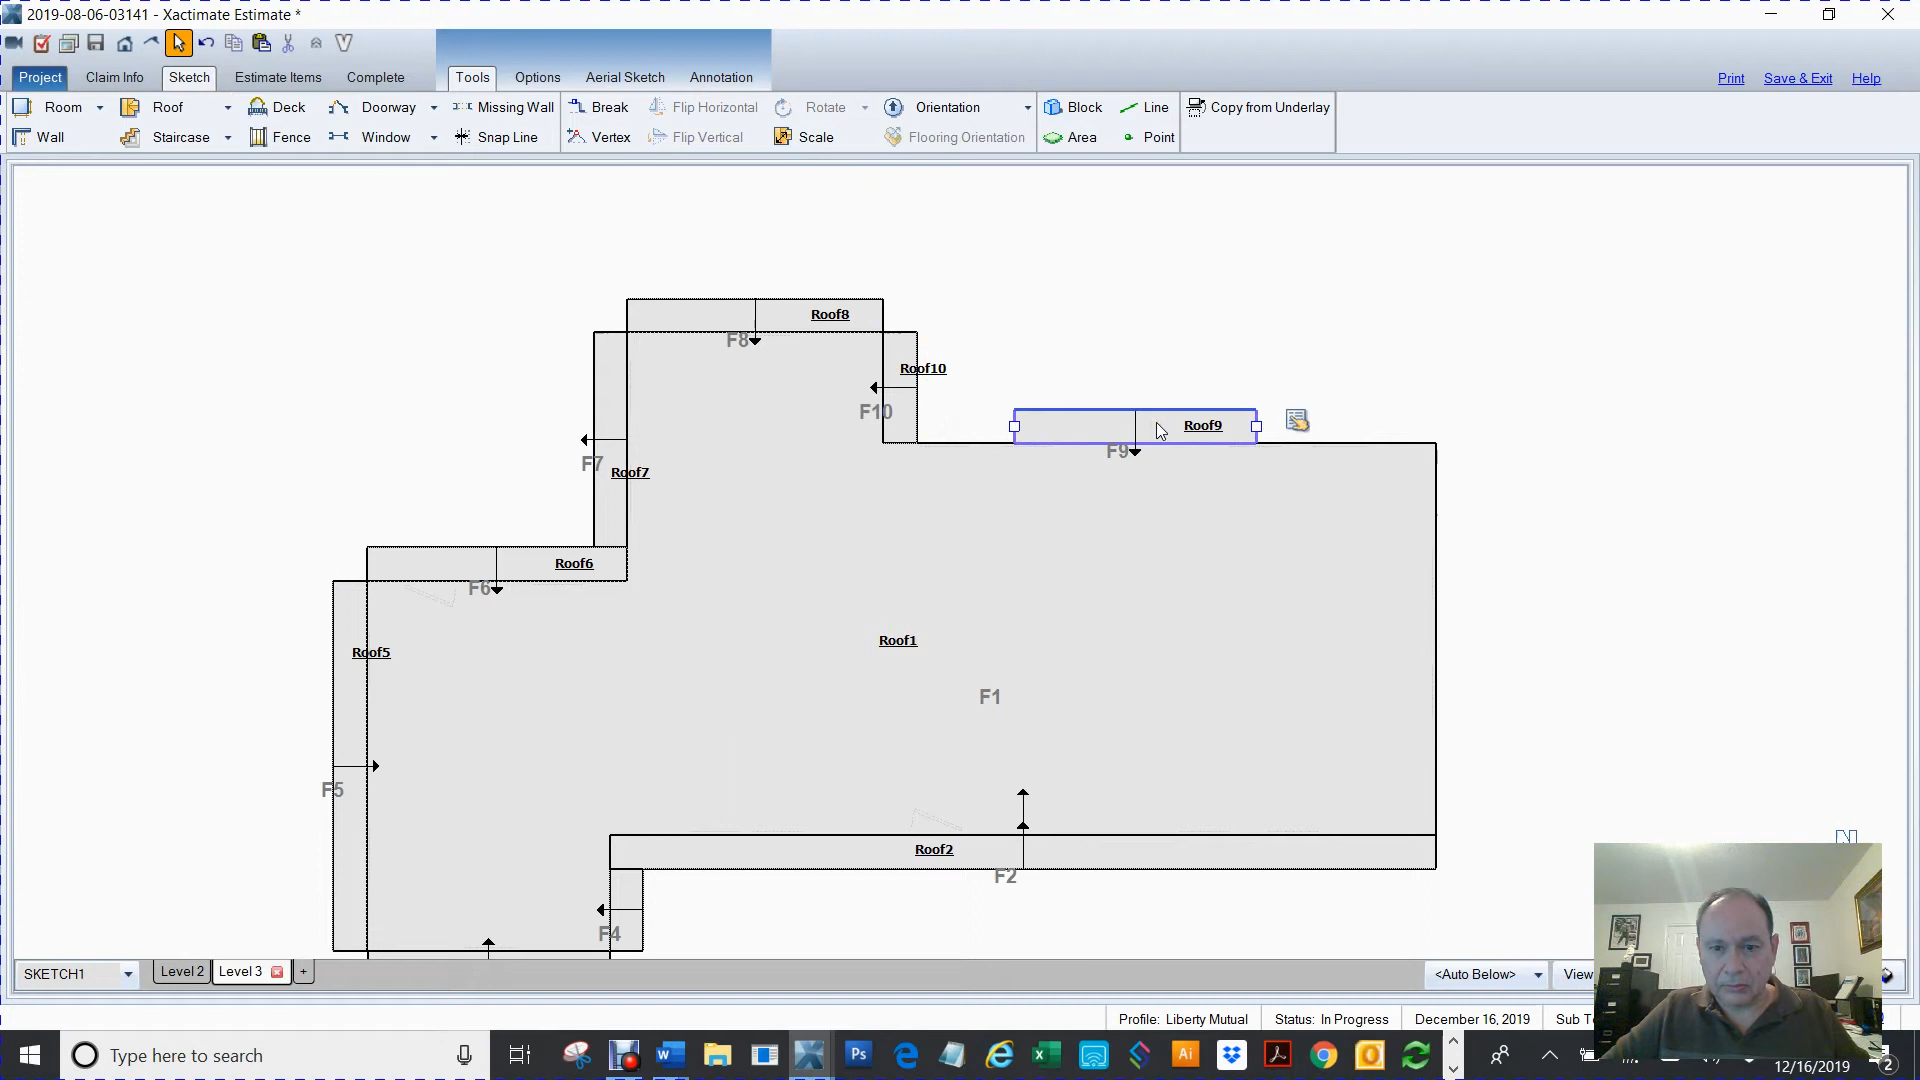 2019-08-06-03141 - Xactimate Estimate *
Project Claim Info Sketch Estimate Items Complete Tools Options Aerial Sketch Annotation Print Save & Exit Help
Room Roof Deck Doorway Missing Wall Break Flip Horizontal Rotate Orientation Block Line Copy from Underlay
Wall Staircase Fence Window Snap Line Vertex Flip Vertical Scale Flooring Orientation Area Point
Roof8
F8
Roof10
F10
Roof9
F9
F7
Roof7
Roof6
F6
Roof1
Roof5
F1
F5
N
Roof2
F2
F4
SKETCH1 Level 2 Level 3 + <Auto Below> View
Profile: Liberty Mutual Status: In Progress December 16, 2019 Sub
Type here to search
12/16/2019
2